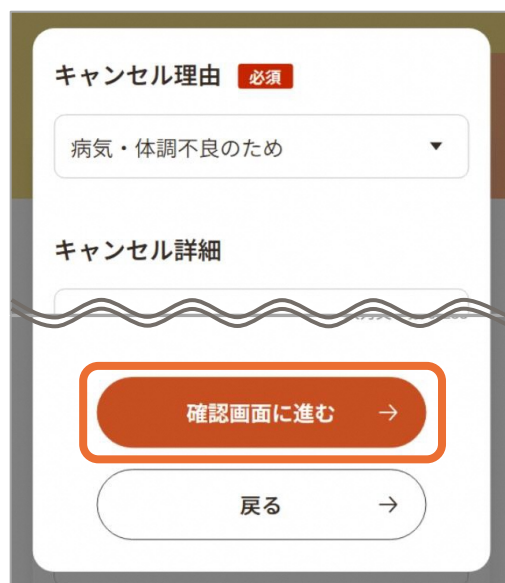 キャンセル理由 必須
病気・体調不良のため
キャンセル詳細
確認画面に進む →
戻る →